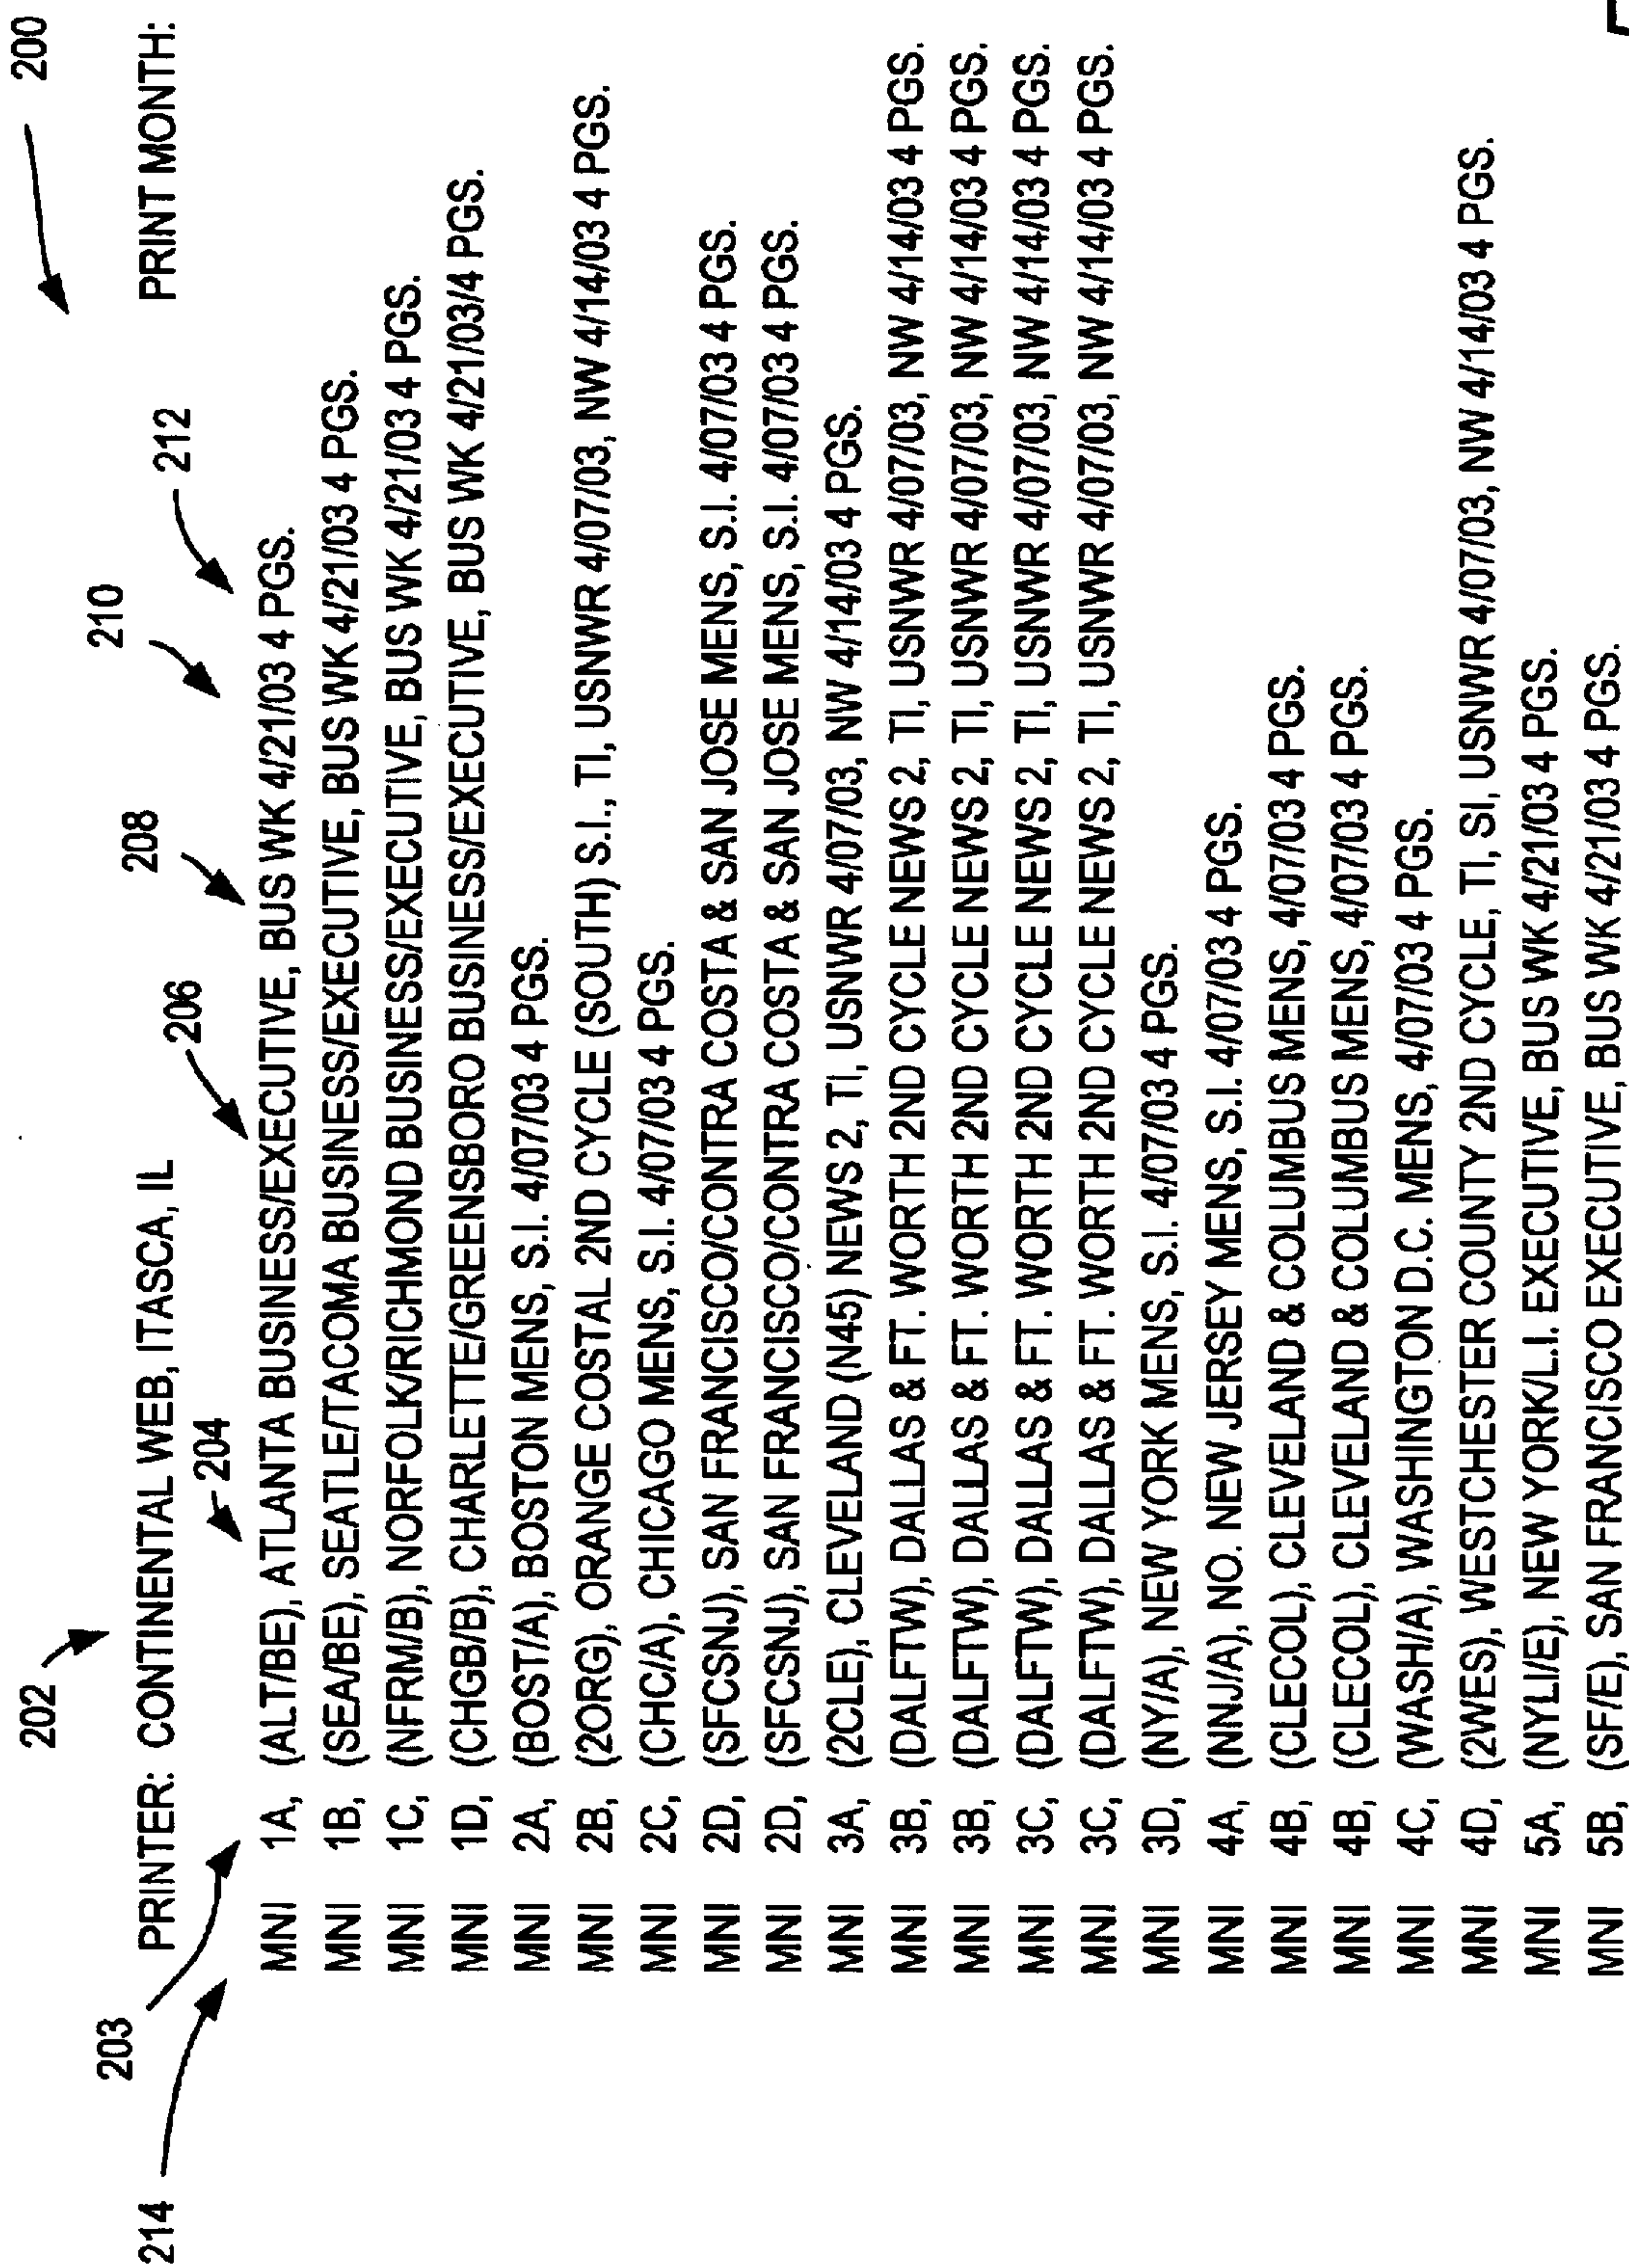 200
202
PRINTER: CONTINENTAL WEB, ITASCA, IL PRINT MONTH:
203 204 206 208 210 212
214
MNI 1A, (ALT/BE), ATLANTA BUSINESS/EXECUTIVE, BUS WK 4/21/03 4 PGS.
MNI 1B, (SEA/BE), SEATLE/TACOMA BUSINESS/EXECUTIVE, BUS WK 4/21/03 4 PGS.
MNI 1C, (NFRM/B), NORFOLK/RICHMOND BUSINESS/EXECUTIVE, BUS WK 4/21/03 4 PGS.
MNI 1D, (CHGB/B), CHARLETTE/GREENSBORO BUSINESS/EXECUTIVE, BUS WK 4/21/03/4 PGS.
MNI 2A, (BOST/A), BOSTON MENS, S.I. 4/07/03 4 PGS.
MNI 2B, (2ORG), ORANGE COSTAL 2ND CYCLE (SOUTH) S.I., TI, USNWR 4/07/03, NW 4/14/03 4 PGS.
MNI 2C, (CHC/A), CHICAGO MENS, S.I. 4/07/03 4 PGS.
MNI 2D, (SFCSNJ), SAN FRANCISCO/CONTRA COSTA & SAN JOSE MENS, S.I. 4/07/03 4 PGS.
MNI 2D, (SFCSNJ), SAN FRANCISCO/CONTRA COSTA & SAN JOSE MENS, S.I. 4/07/03 4 PGS.
MNI 3A, (2CLE), CLEVELAND (N45) NEWS 2, TI, USNWR 4/07/03, NW 4/14/03 4 PGS.
MNI 3B, (DALFTW), DALLAS & FT. WORTH 2ND CYCLE NEWS 2, TI, USNWR 4/07/03, NW 4/14/03 4 PGS.
MNI 3B, (DALFTW), DALLAS & FT. WORTH 2ND CYCLE NEWS 2, TI, USNWR 4/07/03, NW 4/14/03 4 PGS.
MNI 3C, (DALFTW), DALLAS & FT. WORTH 2ND CYCLE NEWS 2, TI, USNWR 4/07/03, NW 4/14/03 4 PGS.
MNI 3C, (DALFTW), DALLAS & FT. WORTH 2ND CYCLE NEWS 2, TI, USNWR 4/07/03, NW 4/14/03 4 PGS.
MNI 3D, (NY/A), NEW YORK MENS, S.I. 4/07/03 4 PGS.
MNI 4A, (NNJ/A), NO. NEW JERSEY MENS, S.I. 4/07/03 4 PGS.
MNI 4B, (CLECOL), CLEVELAND & COLUMBUS MENS, 4/07/03 4 PGS.
MNI 4B, (CLECOL), CLEVELAND & COLUMBUS MENS, 4/07/03 4 PGS.
MNI 4C, (WASH/A), WASHINGTON D.C. MENS, 4/07/03 4 PGS.
MNI 4D, (2WES), WESTCHESTER COUNTY 2ND CYCLE, TI, SI, USNWR 4/07/03, NW 4/14/03 4 PGS.
MNI 5A, (NYLI/E), NEW YORK/L.I. EXECUTIVE, BUS WK 4/21/03 4 PGS.
MNI 5B, (SF/E), SAN FRANCISCO EXECUTIVE, BUS WK 4/21/03 4 PGS.